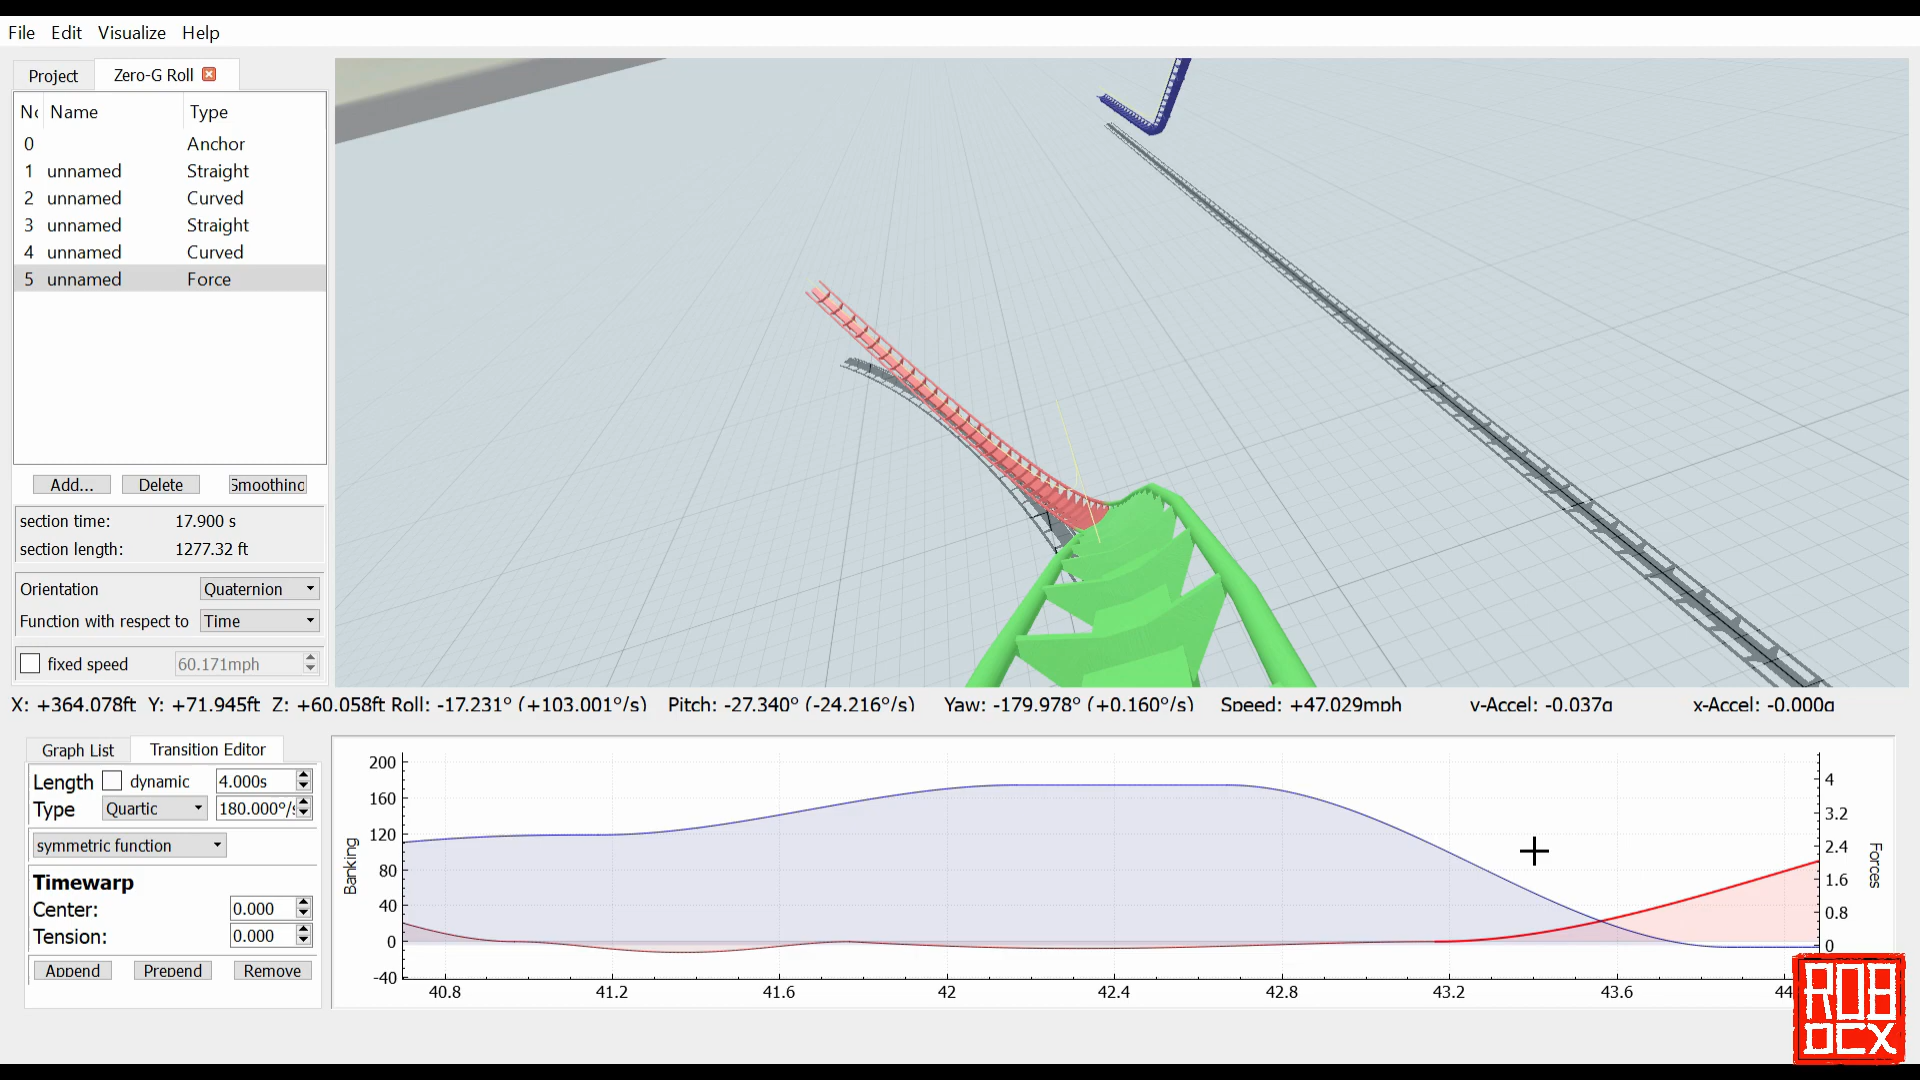 File Edit Visualize Help
Project Zero-G Roll
Nc Name Type
0 Anchor
1 unnamed Straight
2 unnamed Curved
3 unnamed Straight
4 unnamed Curved
5 unnamed Force
Add... Delete Smoothing
section time: 17.900 s
section length: 1277.32 ft
Orientation Quaternion
Function with respect to Time
fixed speed 60.171mph
X: +364.078ft Y: +71.945ft Z: +60.058ft Roll: -17.231° (+103.001°/s) Pitch: -27.340° (-24.216°/s) Yaw: -179.978° (+0.160°/s) Speed: +47.029mph y-Accel: -0.037g x-Accel: -0.000g
Graph List Transition Editor
Length dynamic 4.000s
Type Quartic 180.000°/s
symmetric function
Timewarp
Center: 0.000
Tension: 0.000
Append Prepend Remove
Banking
200
160
120
80
40
0
-40
40.8 41.2 41.6 42 42.4 42.8 43.2 43.6 44
4
3.2
2.4
1.6
0.8
0
Forces